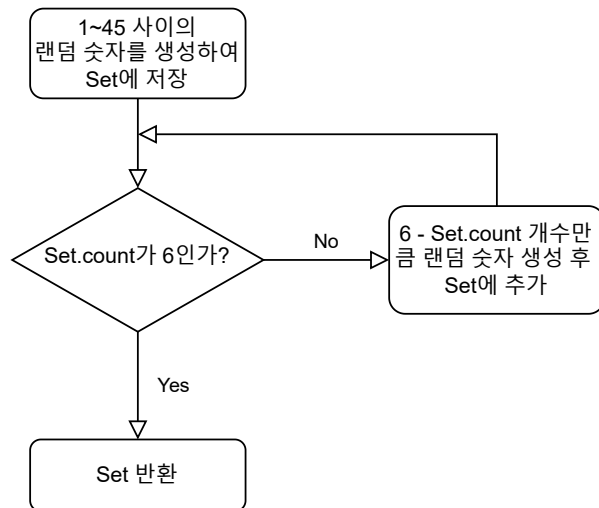 1~45 사이의
랜덤 숫자를 생성하여
Set에 저장
Set.count가 6인가?
No
6 - Set.count 개수만
큼 랜덤 숫자 생성 후
Set에 추가
Yes
Set 반환